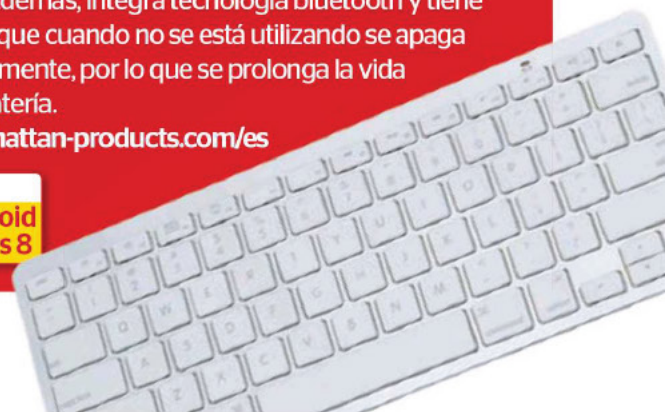 demás, integra tecnología bluetooth y tiene
que cuando no se está utilizando se apaga
mente, por lo que se prolonga la vida
tería.
hattan-products.com/es
oid
s 8
Q W E R T Y U I O P
A S D F G H J K L
Z X C V B N M